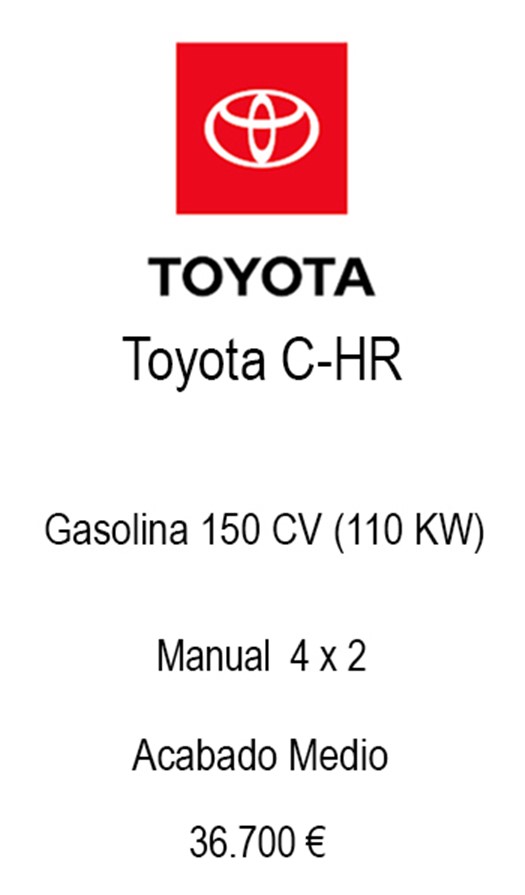 TOYOTA
Toyota C-HR
Gasolina 150 CV (110 KW)
Manual 4 x 2
Acabado Medio
36.700 €